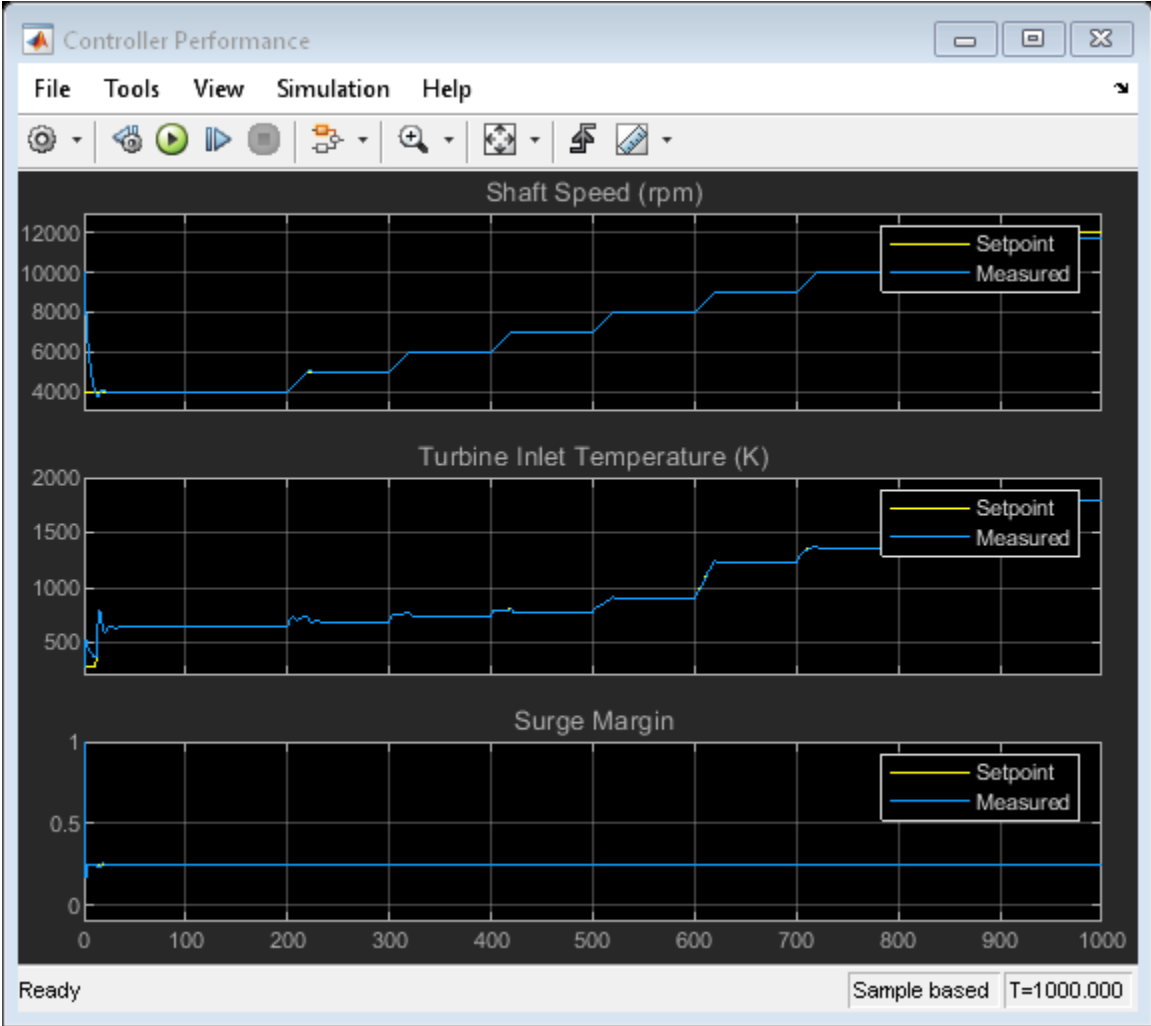 Controller Performance
File Tools View Simulation Help
Shaft Speed (rpm)
12000
10000
8000
6000
4000
Setpoint
Measured
Turbine Inlet Temperature (K)
2000
1500
1000
500
Setpoint
Measured
Surge Margin
1
0.5
0
Setpoint
Measured
0 100 200 300 400 500 600 700 800 900 1000
Ready Sample based T=1000.000